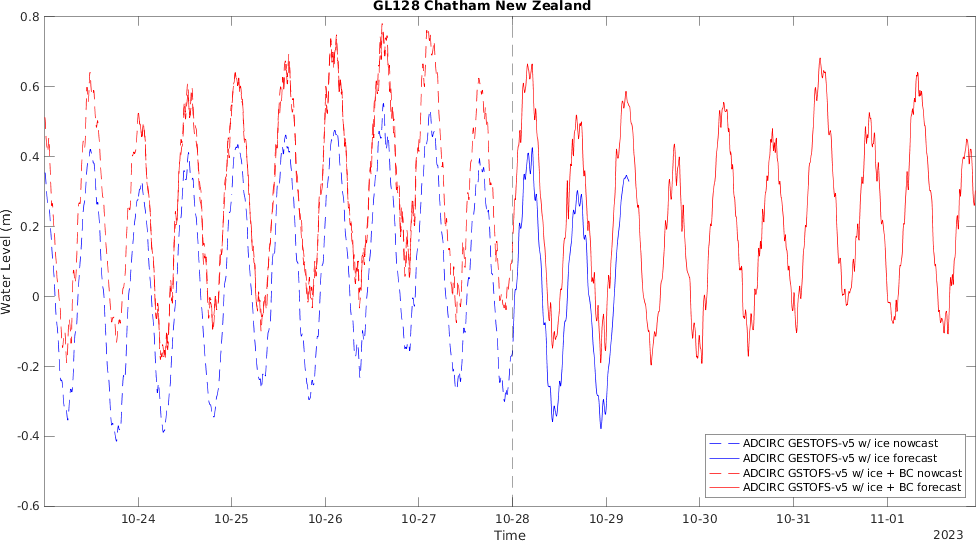 GL128 Chatham New Zealand
0.8
0.6
0.4
0.2
0
-0.2
-0.4
-0.6
Water Level (m)
ADCIRC GESTOFS-v5 w/ ice nowcast
ADCIRC GESTOFS-v5 w/ ice forecast
ADCIRC GSTOFS-v5 w/ ice + BC nowcast
ADCIRC GSTOFS-v5 w/ ice + BC forecast
10-24 10-25 10-26 10-27 10-28 10-29 10-30 10-31 11-01
Time
2023